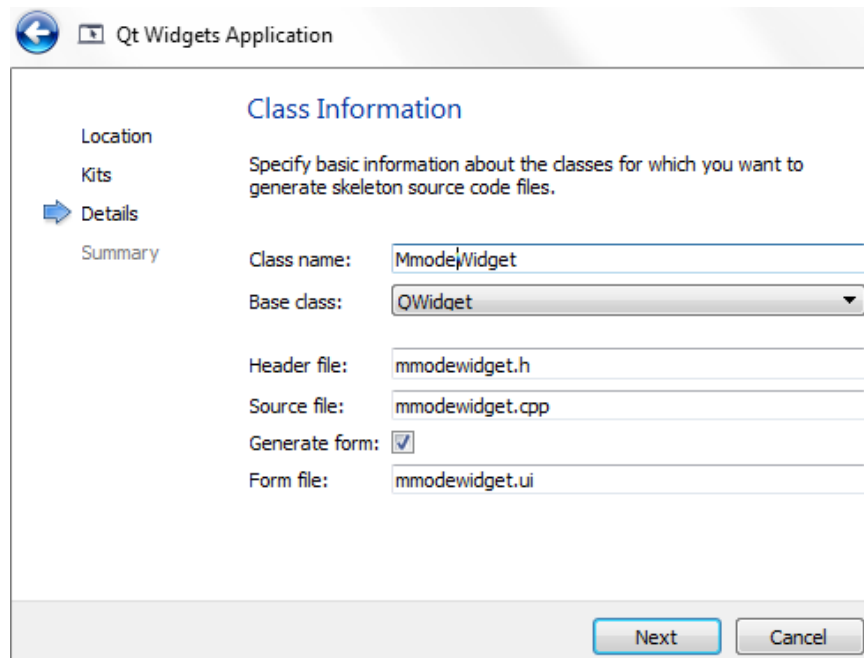 Qt Widgets Application
Location
Kits
Details
Summary
Class Information
Specify basic information about the classes for which you want to
generate skeleton source code files.
Class name: MmodeWidget
Base class: QWidget
Header file: mmodewidget.h
Source file: mmodewidget.cpp
Generate form:
Form file: mmodewidget.ui
Next Cancel